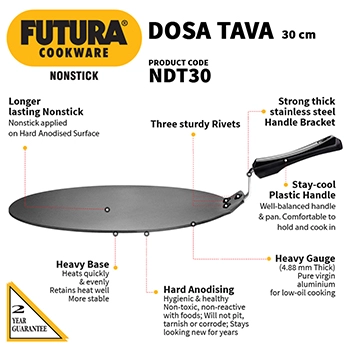 FUTURA®
COOKWARE
NONSTICK
DOSA TAVA 30 cm
PRODUCT CODE
NDT30
Longer
lasting Nonstick
Nonstick applied
on Hard Anodised Surface
Three sturdy Rivets
Strong thick
stainless steel
Handle Bracket
Stay-cool
Plastic Handle
Well-balanced handle
& pan. Comfortable to
hold and cook in
Heavy Base
Heats quickly
& evenly
Retains heat well
More stable
Hard Anodising
Hygienic & healthy
Non-toxic, non-reactive
with foods; Will not pit,
tarnish or corrode; Stays
looking new for years
Heavy Gauge
(4.88 mm Thick)
Pure virgin
aluminium
for low-oil cooking
2
YEAR
GUARANTEE